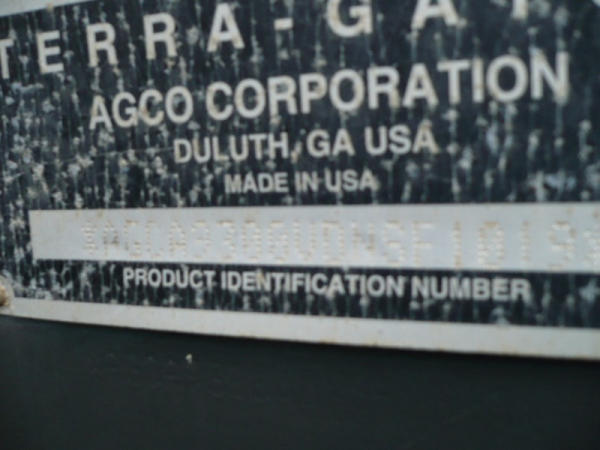 TERRA-GAT
AGCO CORPORATION
DULUTH, GA USA
MADE IN USA
PRODUCT IDENTIFICATION NUMBER